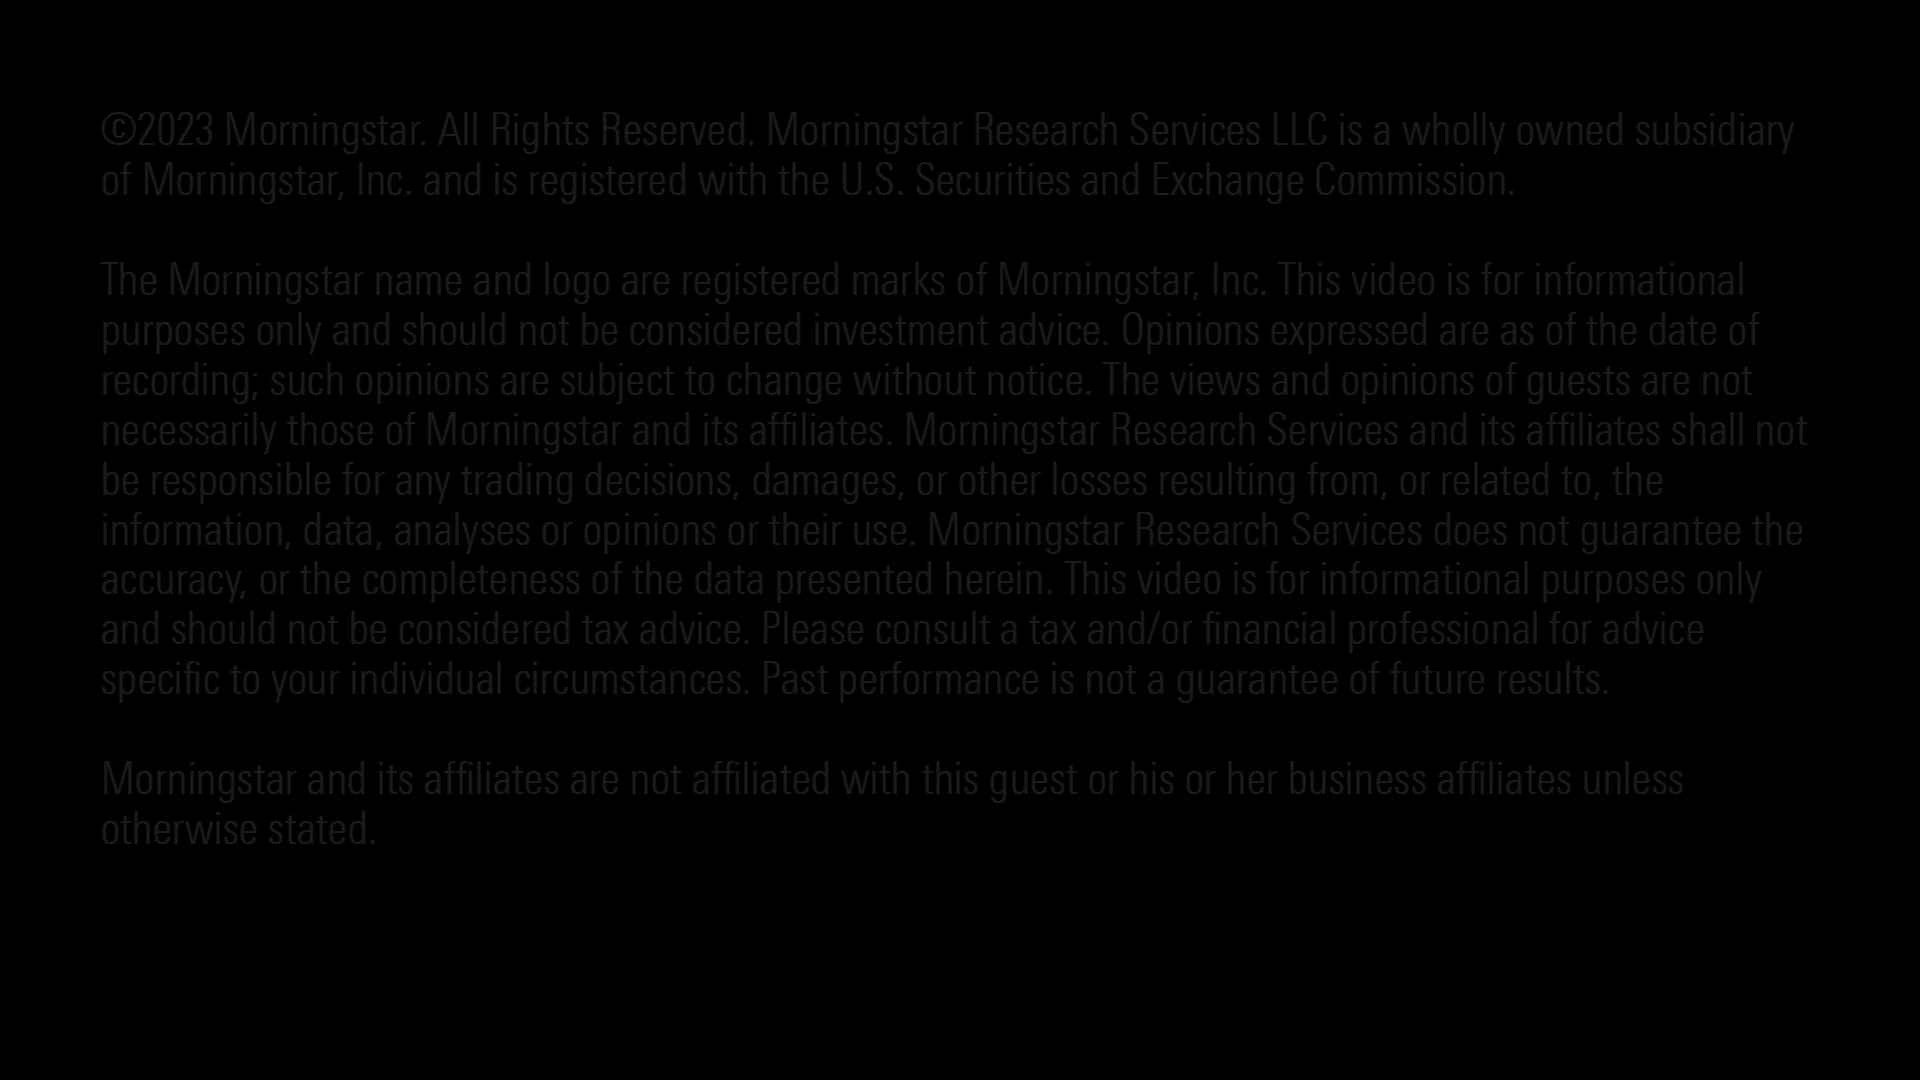 ©2023 Morningstar. All Rights Reserved. Morningstar Research Services LLC is a wholly owned subsidiary
of Morningstar, Inc. and is registered with the U.S. Securities and Exchange Commission.
The Morningstar name and logo are registered marks of Morningstar, Inc. This video is for informational
purposes only and should not be considered investment advice. Opinions expressed are as of the date of
recording; such opinions are subject to change without notice. The views and opinions of guests are not
necessarily those of Morningstar and its affiliates. Morningstar Research Services and its affiliates shall not
be responsible for any trading decisions, damages, or other losses resulting from, or related to, the
information, data, analyses or opinions or their use. Morningstar Research Services does not guarantee the
accuracy, or the completeness of the data presented herein. This video is for informational purposes only
and should not be considered tax advice. Please consult a tax and/or financial professional for advice
specific to your individual circumstances. Past performance is not a guarantee of future results.
Morningstar and its affiliates are not affiliated with this guest or his or her business affiliates unless
otherwise stated.